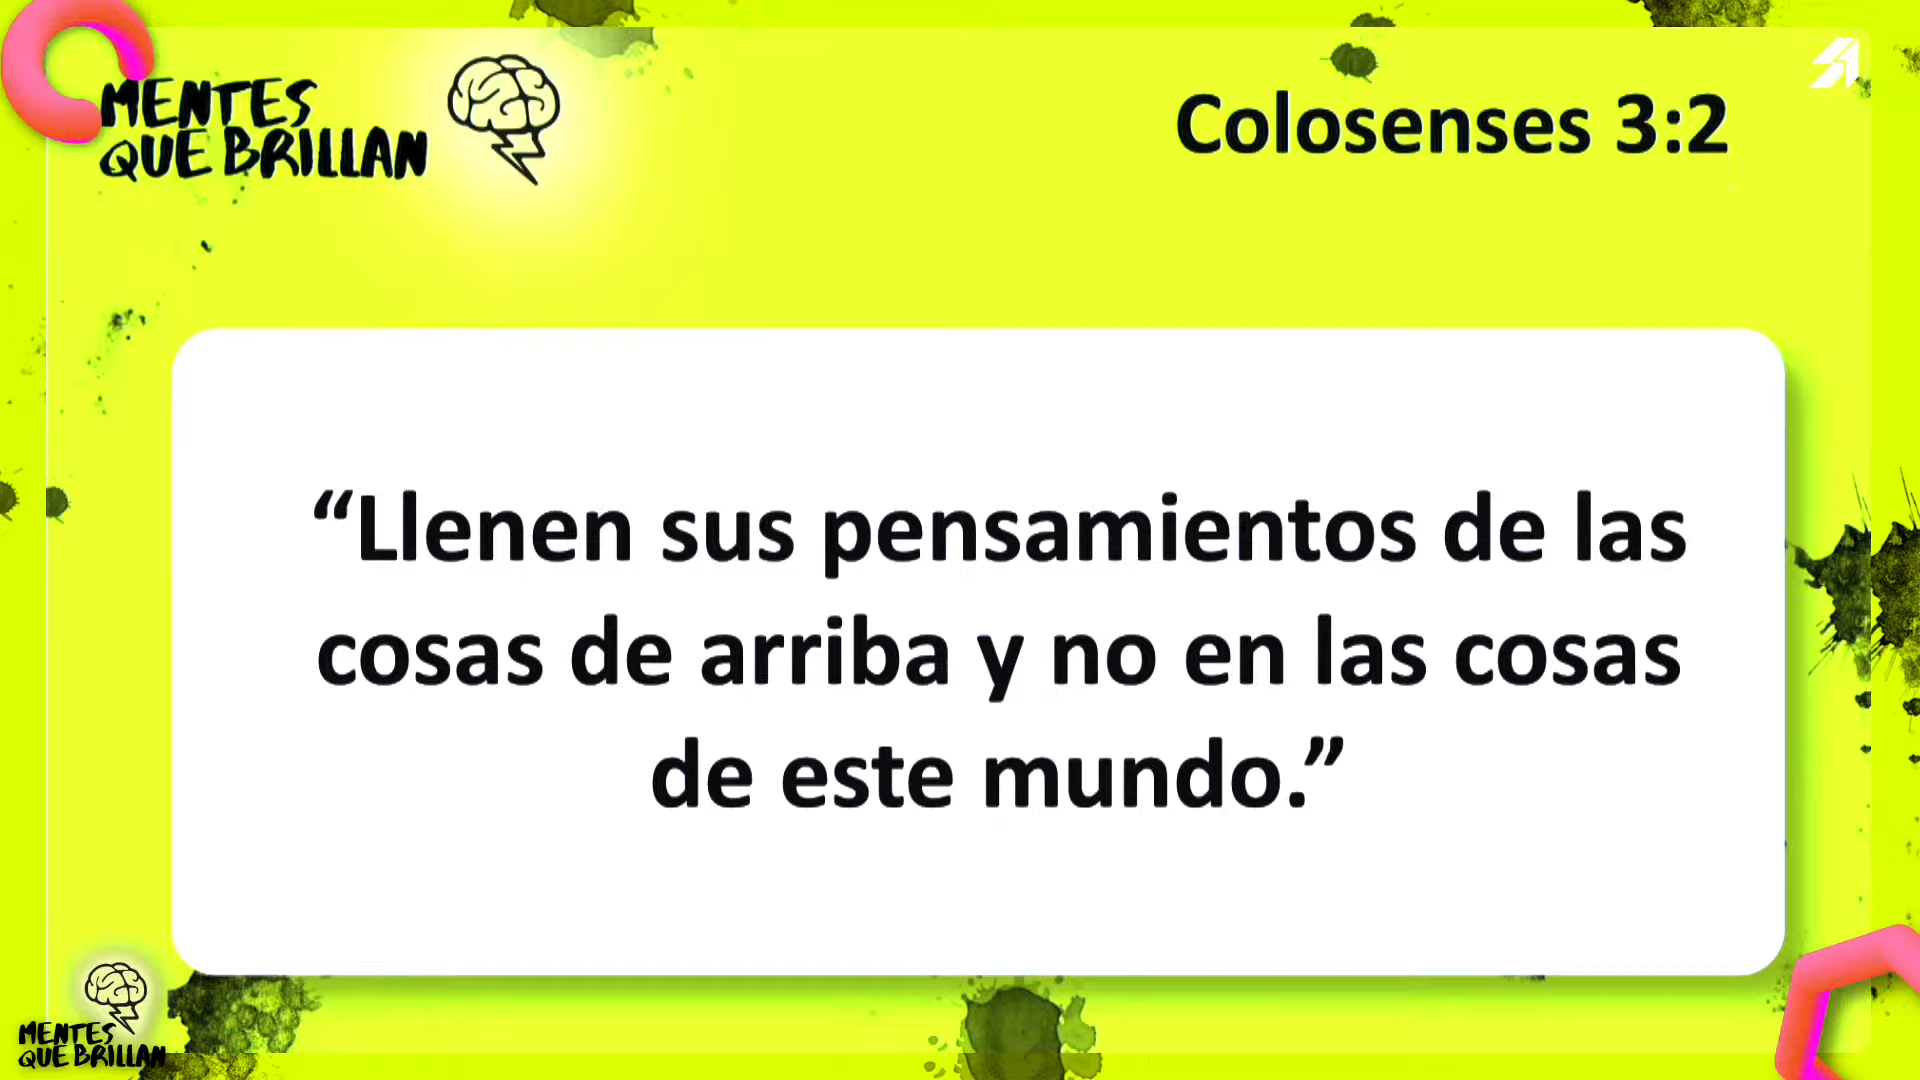 MENTES
QUE BRILLAN
Colosenses 3:2
“Llenen sus pensamientos de las
cosas de arriba y no en las cosas
de este mundo.”
MENTES
QUE BRILLAN